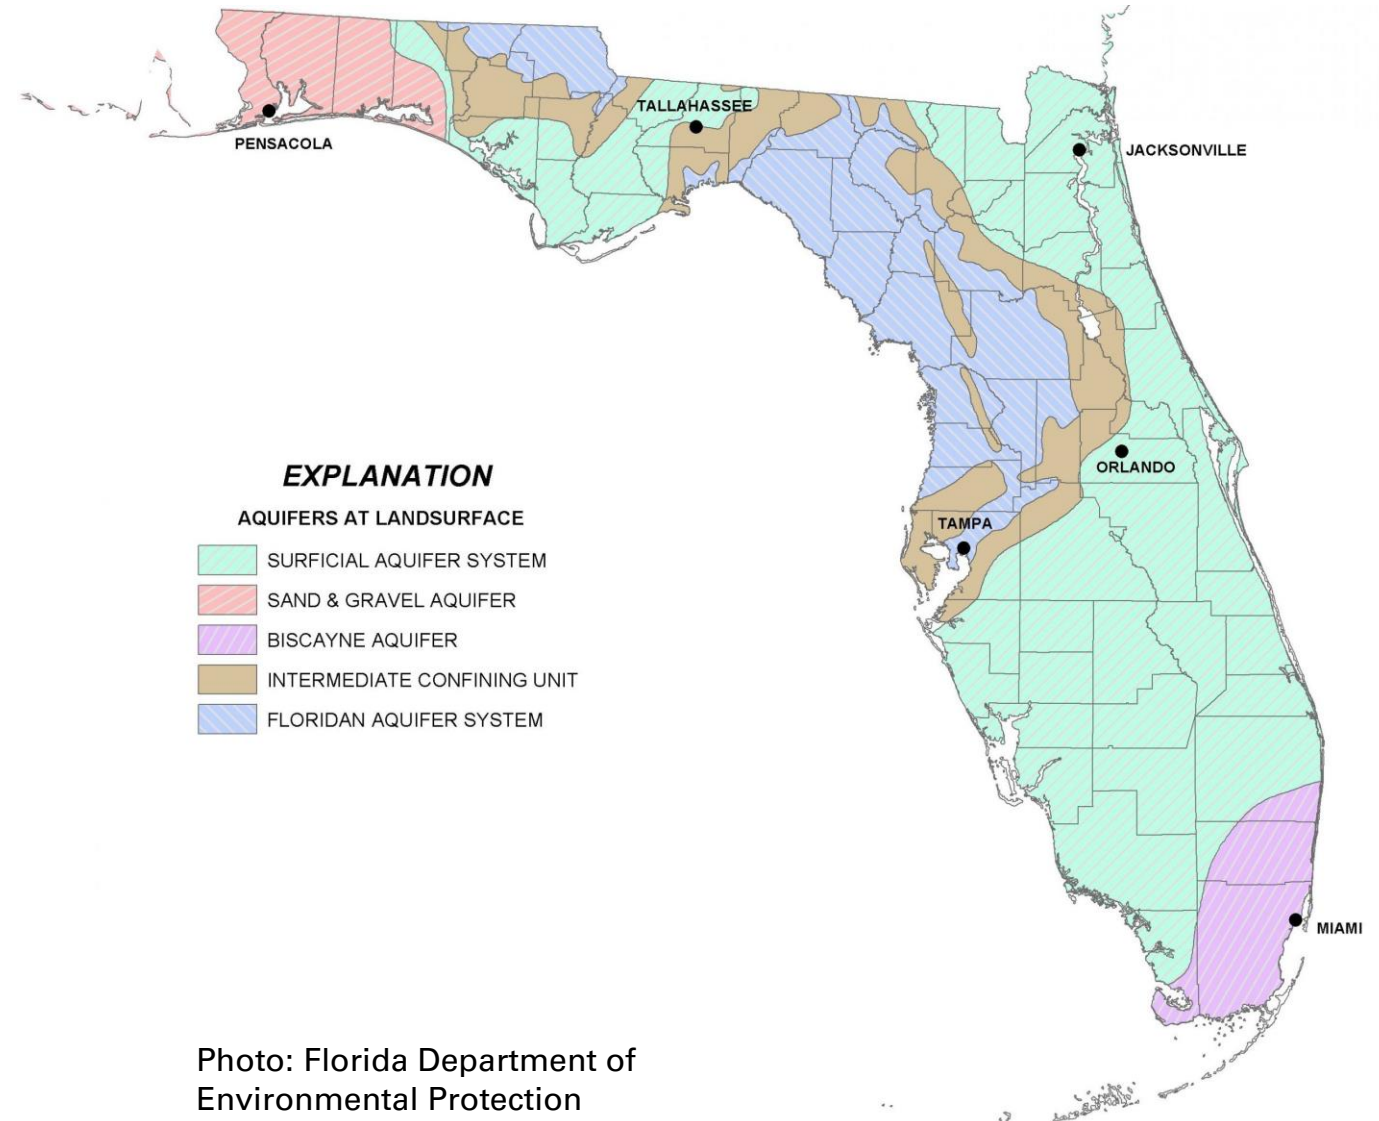 TALLAHASSEE
PENSACOLA
JACKSONVILLE
ORLANDO
EXPLANATION
AQUIFERS AT LANDSURFACE
TAMPA
SURFICIAL AQUIFER SYSTEM
SAND & GRAVEL AQUIFER
BISCAYNE AQUIFER
INTERMEDIATE CONFINING UNIT
FLORIDAN AQUIFER SYSTEM
MIAMI
Photo: Florida Department of
Environmental Protection